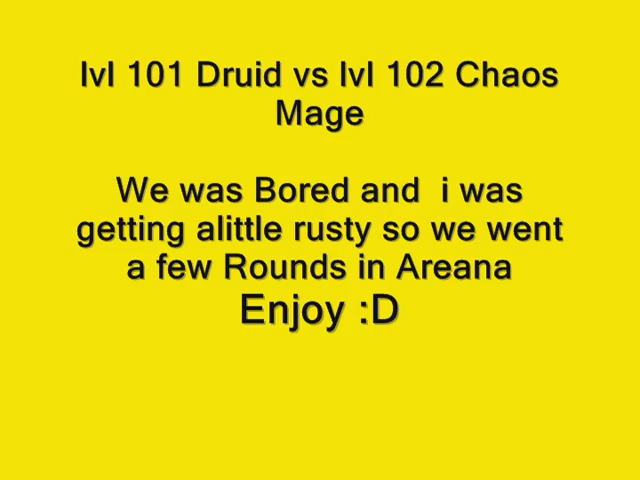 lvl 101 Druid vs lvl 102 Chaos
Mage
We was Bored and  i was
getting alittle rusty so we went
a few Rounds in Areana
Enjoy :D